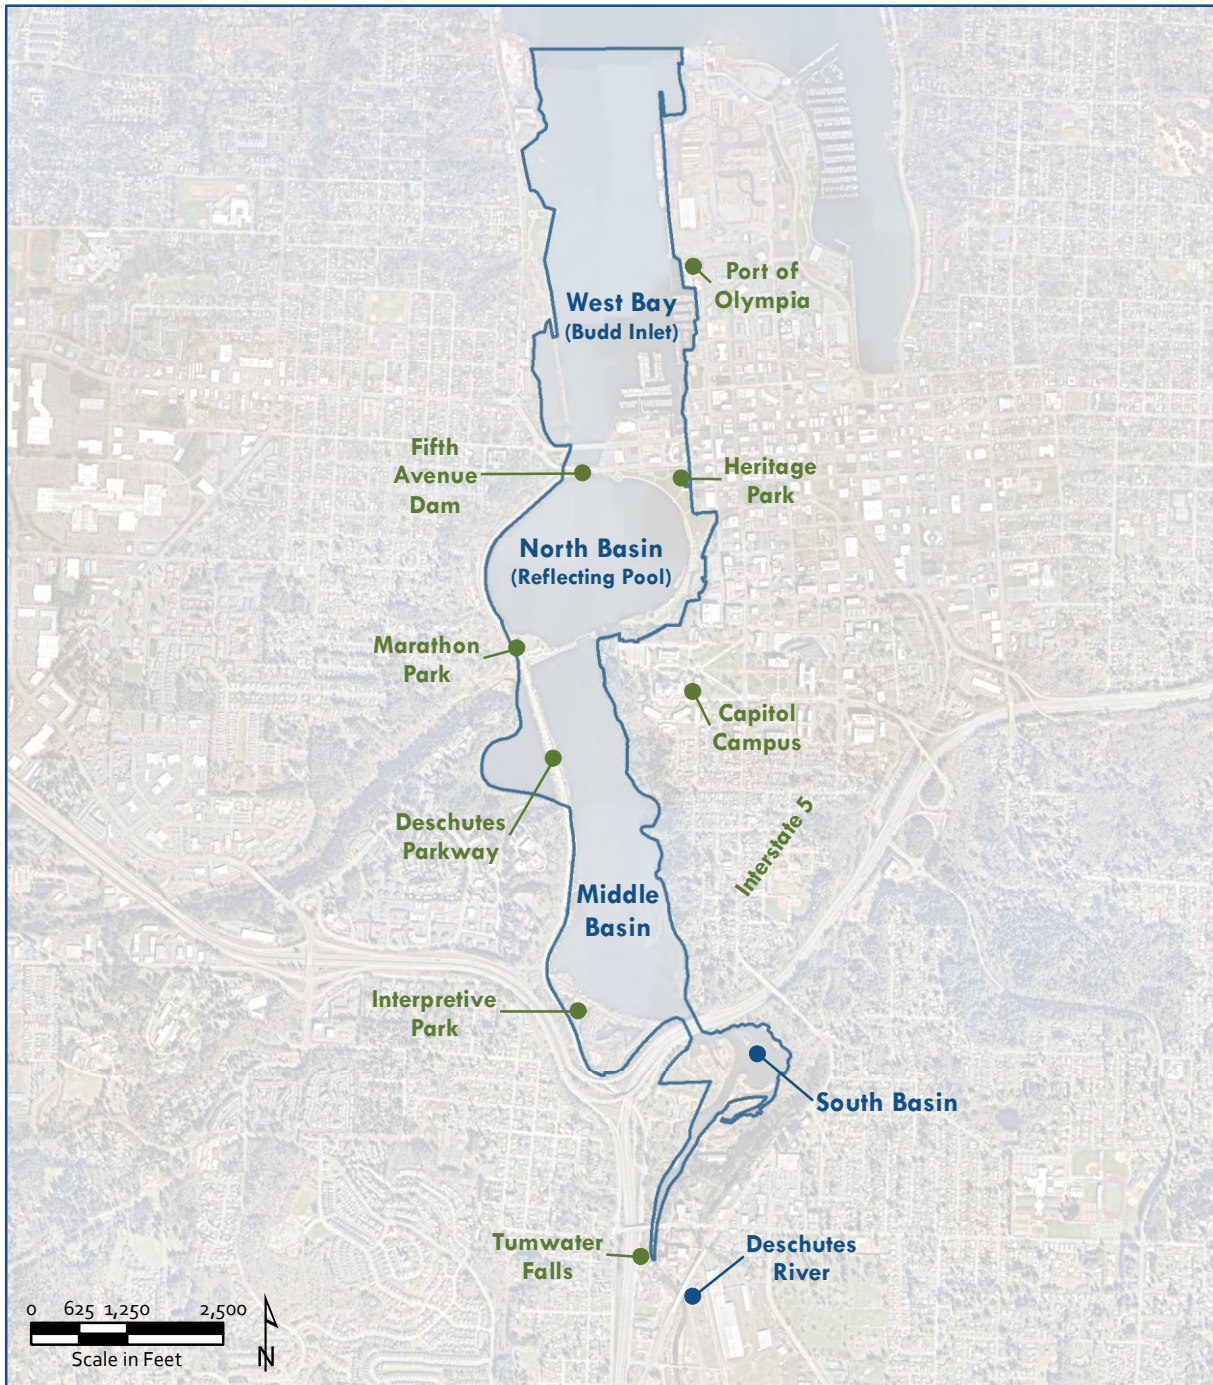 Port of
Olympia
West Bay
(Budd Inlet)
Fifth
Avenue
Dam
Heritage
Park
North Basin
(Reflecting Pool)
Marathon
Park
Capitol
Campus
Deschutes
Parkway
Interstate 5
Middle
Basin
Interpretive
Park
South Basin
Tumwater
Falls
Deschutes
River
0 625 1,250 2,500
Scale in Feet
N